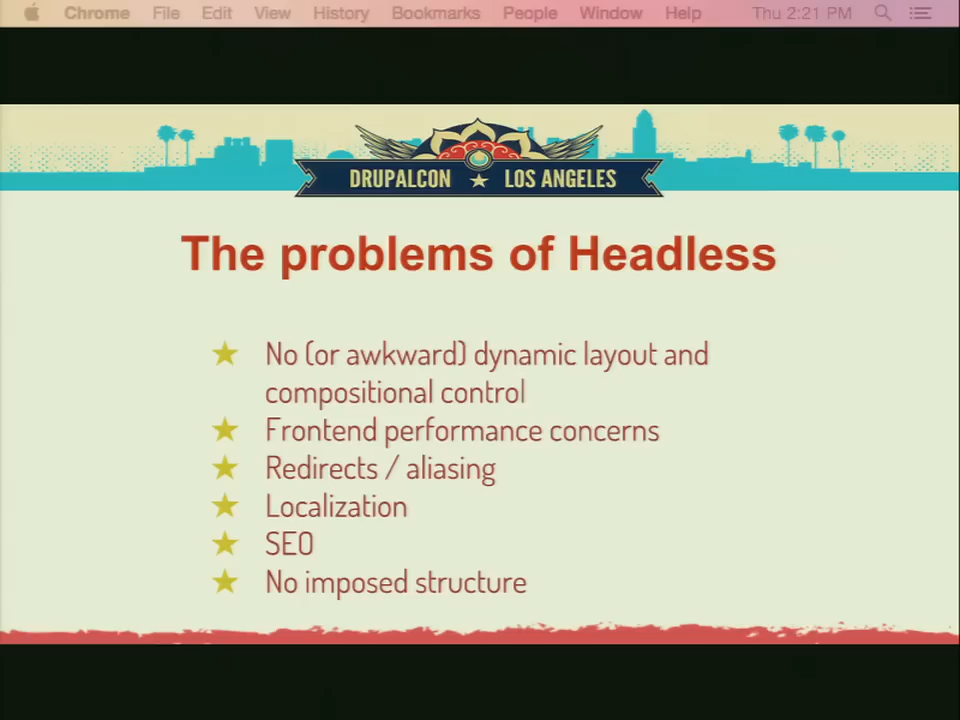 Chrome File Edit View History Bookmarks People Window Help Thu 2:21 PM
DRUPALCON ★ LOS ANGELES
The problems of Headless
★ No (or awkward) dynamic layout and
compositional control
★ Frontend performance concerns
★ Redirects / aliasing
★ Localization
★ SEO
★ No imposed structure